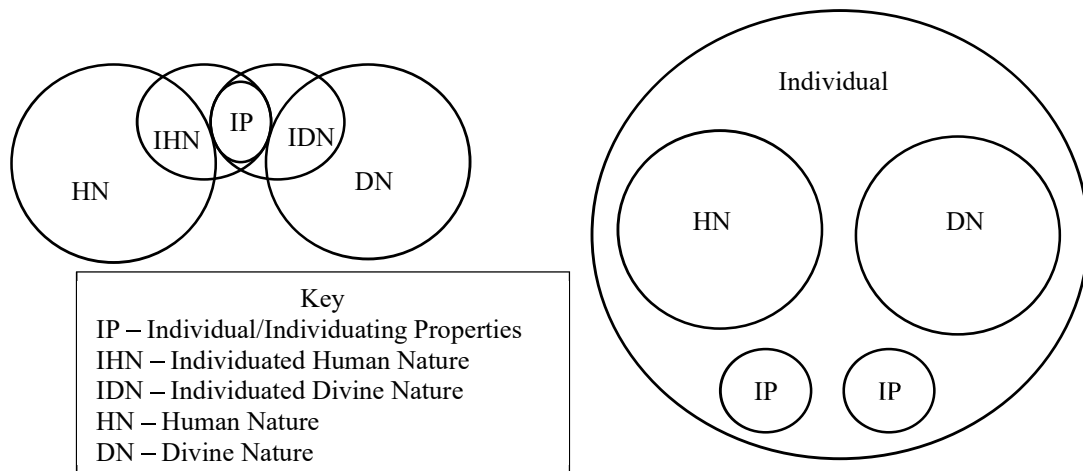 HN
IHN
IP
IDN
DN
Key
IP – Individual/Individuating Properties
IHN – Individuated Human Nature
IDN – Individuated Divine Nature
HN – Human Nature
DN – Divine Nature
Individual
HN
DN
IP
IP